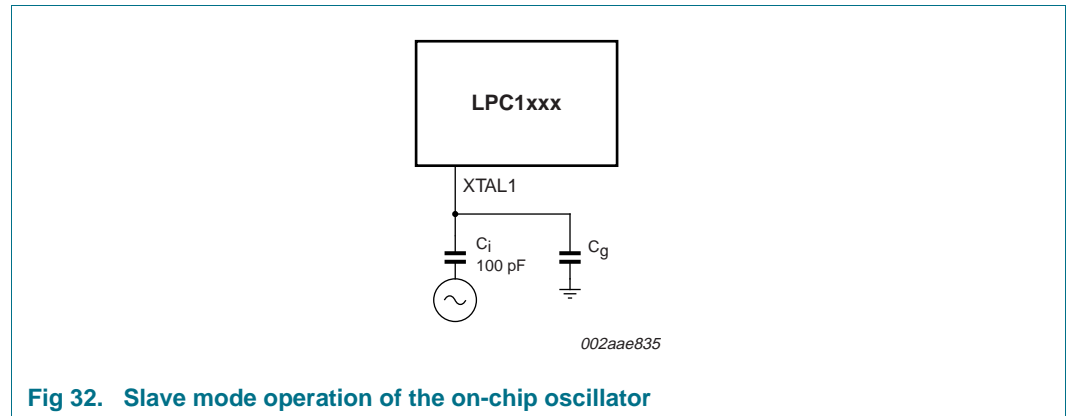 LPC1xxx
XTAL1
Ci
100 pF
Cg
002aae835
Fig 32. Slave mode operation of the on-chip oscillator